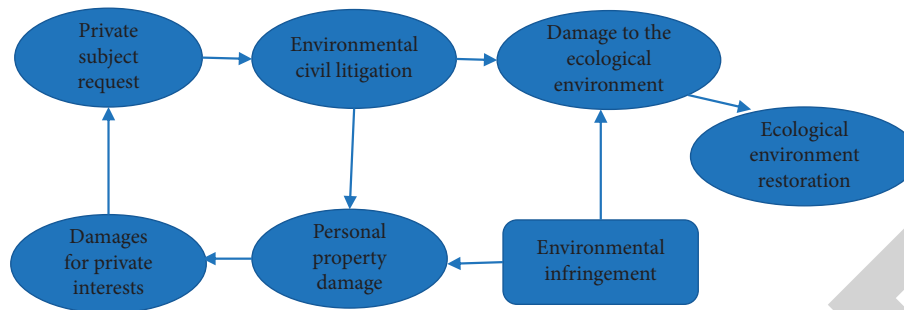 Private
subject
request
Environmental
civil litigation
Damage to the
ecological
environment
Ecological
environment
restoration
Damages
for private
interests
Personal
property
damage
Environmental
infringement